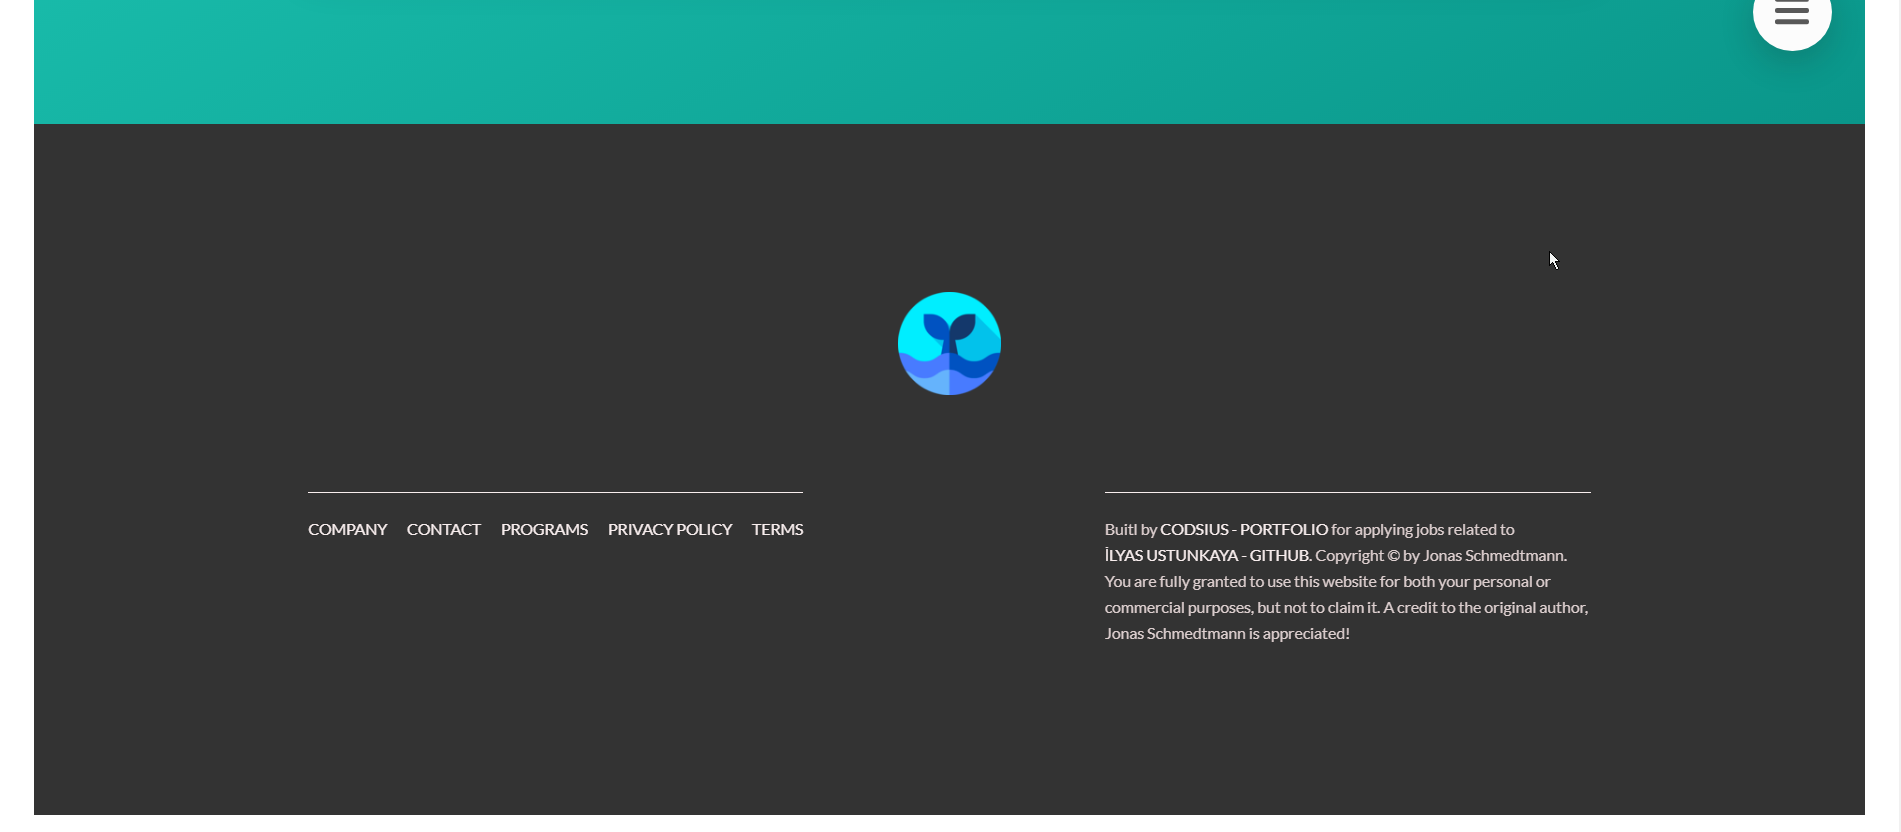 COMPANY CONTACT PROGRAMS PRIVACY POLICY TERMS
Buitl by CODSIUS - PORTFOLIO for applying jobs related to
İLYAS USTUNKAYA - GITHUB. Copyright © by Jonas Schmedtmann.
You are fully granted to use this website for both your personal or
commercial purposes, but not to claim it. A credit to the original author,
Jonas Schmedtmann is appreciated!